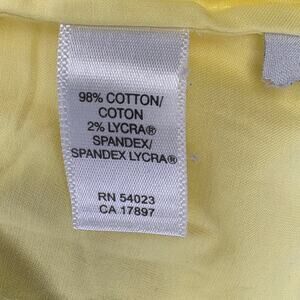 98% COTTON/
COTON
2% LYCRA®
SPANDEX/
SPANDEX LYCRA®
RN 54023
CA 17897